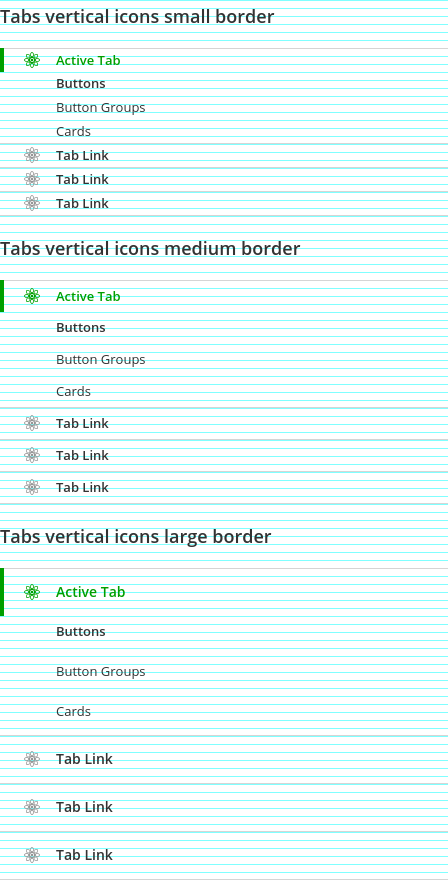 Tabs vertical icons small border
Active Tab
Buttons
Button Groups
Cards
Tab Link
Tab Link
Tab Link
Tabs vertical icons medium border
Active Tab
Buttons
Button Groups
Cards
Tab Link
Tab Link
Tab Link
Tabs vertical icons large border
Active Tab
Buttons
Button Groups
Cards
Tab Link
Tab Link
Tab Link